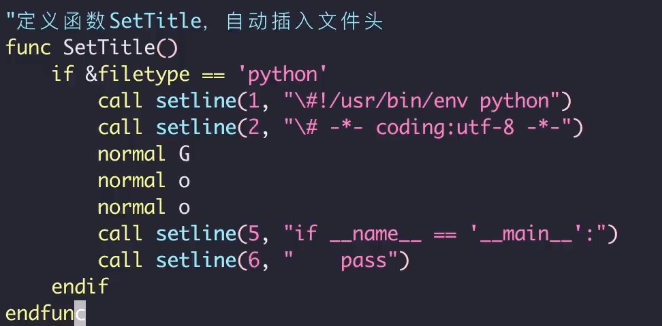 "定义函数SetTitle，自动插入文件头
func SetTitle()
    if &filetype == 'python'
        call setline(1, "\#!/usr/bin/env python")
        call setline(2, "\# -*- coding:utf-8 -*-")
        normal G
        normal o
        normal o
        call setline(5, "if __name__ == '__main__':")
        call setline(6, "    pass")
    endif
endfunc